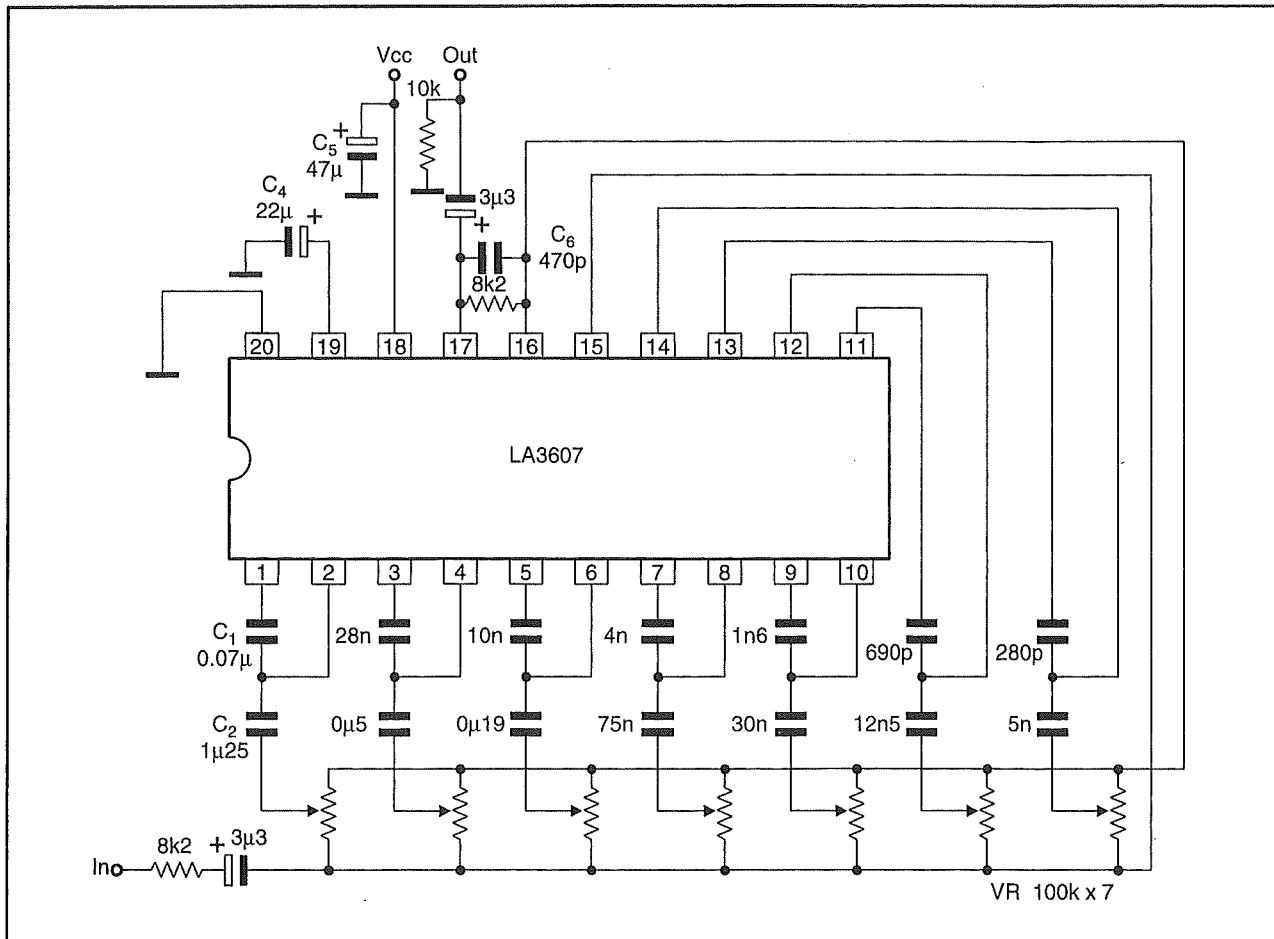 Vcc
Out
10k
+
C5
47µ
C4
22µ
+
3µ3
+
C6
470p
8k2
20
19
18
17
16
15
14
13
12
11
LA3607
1
2
3
4
5
6
7
8
9
10
C1
0.07µ
28n
10n
4n
1n6
690p
280p
C2
1µ25
0µ5
0µ19
75n
30n
12n5
5n
In
8k2
+
3µ3
VR 100k x 7